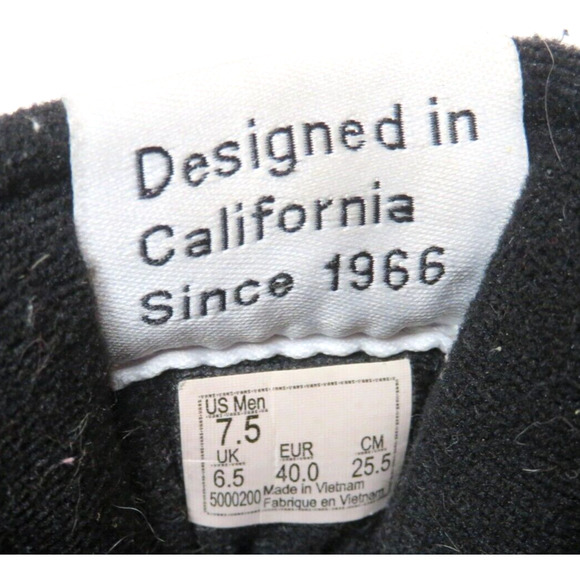 Designed in
California
Since 1966
US Men
7.5
UK EUR CM
6.5 40.0 25.5
5000200 Made in Vietnam
Fabrique en Vietnam